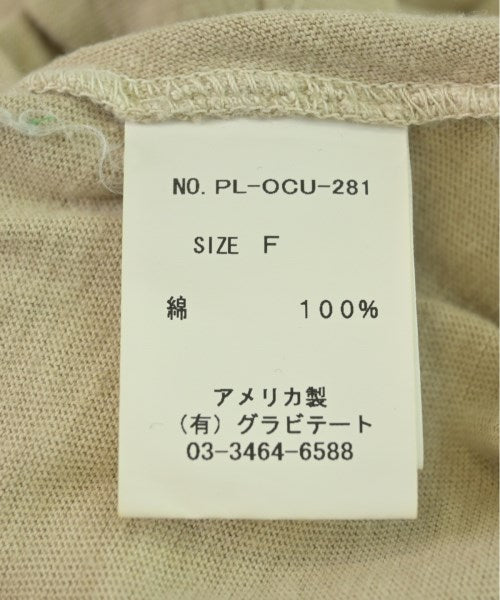 NO. PL-OCU-281
SIZE F
綿 100%
アメリカ製
(有)グラビテート
03-3464-6588